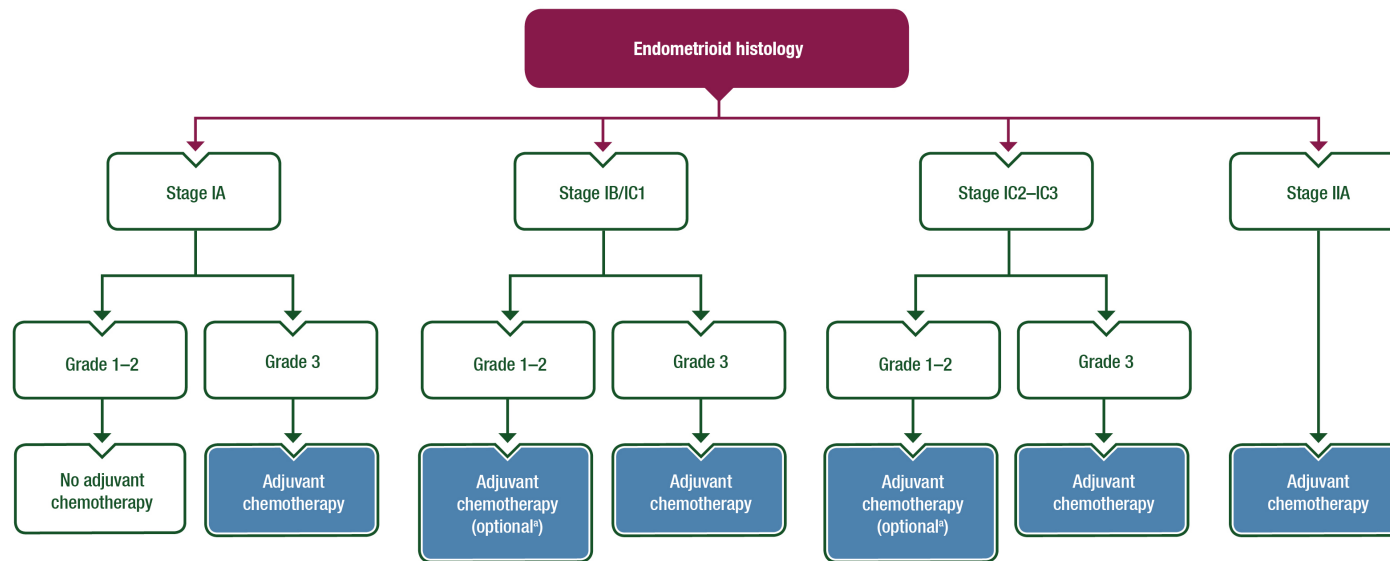 Endometrioid histology
Stage IA
Stage IB/IC1
Stage IC2–IC3
Stage IIA
Grade 1–2
Grade 3
Grade 1–2
Grade 3
Grade 1–2
Grade 3
No adjuvant
chemotherapy
Adjuvant
chemotherapy
Adjuvant
chemotherapy
(optionalᵃ)
Adjuvant
chemotherapy
Adjuvant
chemotherapy
(optionalᵃ)
Adjuvant
chemotherapy
Adjuvant
chemotherapy